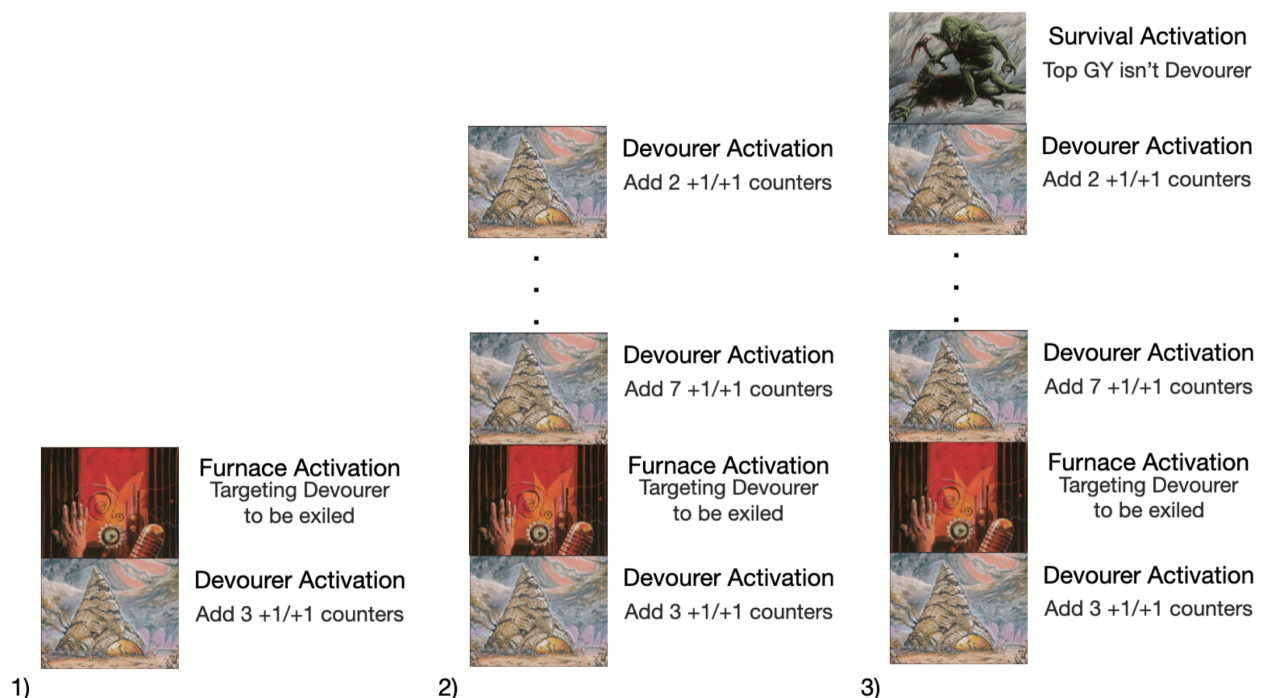 Survival Activation
Top GY isn't Devourer
Devourer Activation
Add 2 +1/+1 counters
Devourer Activation
Add 2 +1/+1 counters
Devourer Activation
Add 7 +1/+1 counters
Devourer Activation
Add 7 +1/+1 counters
Furnace Activation
Targeting Devourer
to be exiled
Furnace Activation
Targeting Devourer
to be exiled
Furnace Activation
Targeting Devourer
to be exiled
Devourer Activation
Add 3 +1/+1 counters
Devourer Activation
Add 3 +1/+1 counters
Devourer Activation
Add 3 +1/+1 counters
1)
2)
3)